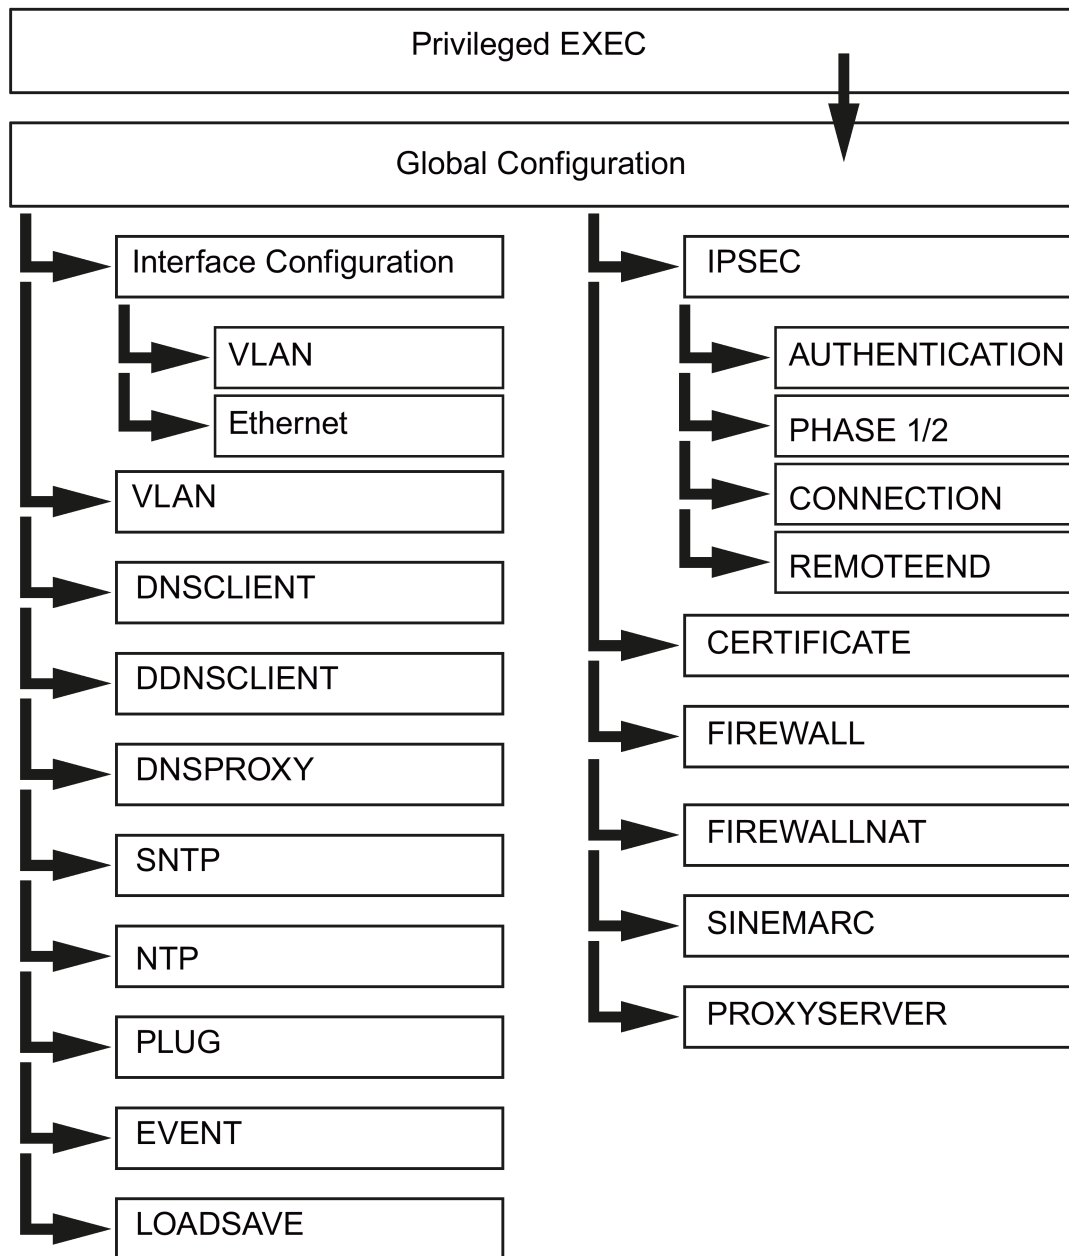 Privileged EXEC
Global Configuration
Interface Configuration
VLAN
Ethernet
VLAN
DNSCLIENT
DDNSCLIENT
DNSPROXY
SNTP
NTP
PLUG
EVENT
LOADSAVE
IPSEC
AUTHENTICATION
PHASE 1/2
CONNECTION
REMOTEEND
CERTIFICATE
FIREWALL
FIREWALLNAT
SINEMARC
PROXYSERVER